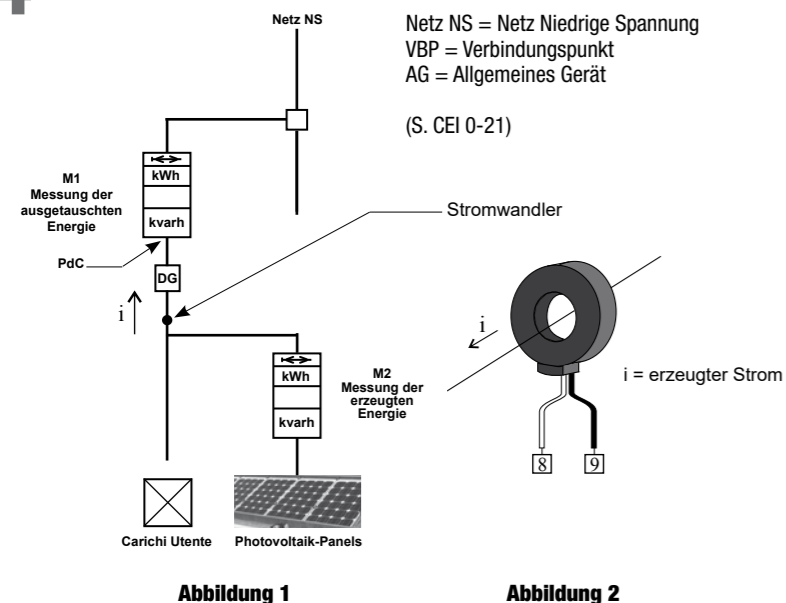 Netz NS
Netz NS = Netz Niedrige Spannung
VBP = Verbindungspunkt
AG = Allgemeines Gerät
(S. CEI 0-21)
M1
Messung der
ausgetauschten
Energie
kWh
kvarh
PdC
DG
i
Stromwandler
kWh
kvarh
M2
Messung der
erzeugten
Energie
i
i = erzeugter Strom
8
9
Carichi Utente
Photovoltaik-Panels
Abbildung 1
Abbildung 2